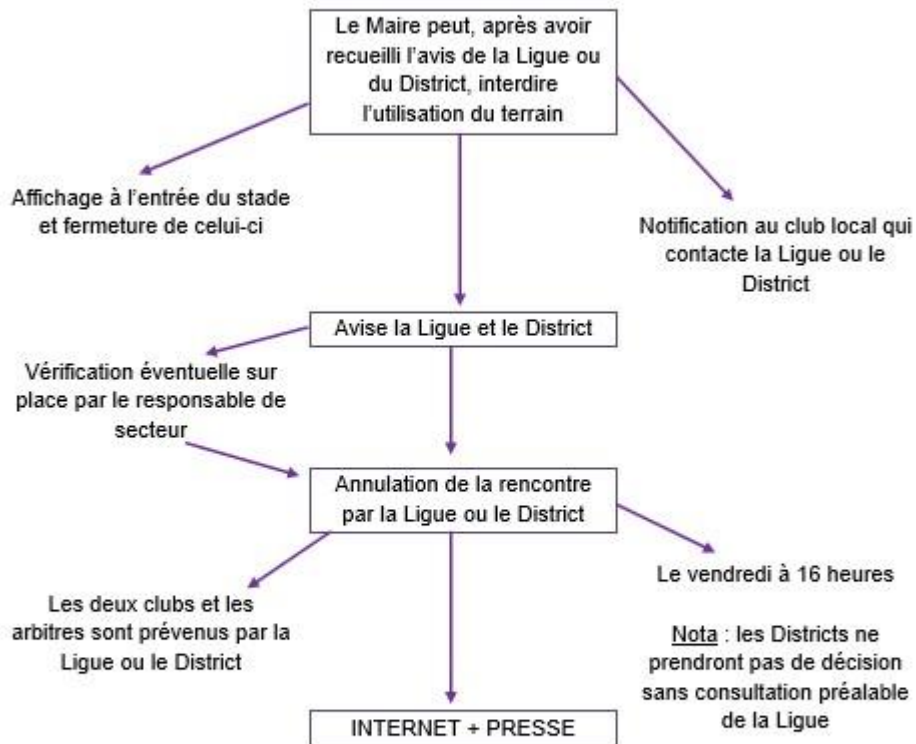 Le Maire peut, après avoir
recueilli l'avis de la Ligue ou
du District, interdire
l'utilisation du terrain
Affichage à l'entrée du stade
et fermeture de celui-ci
Notification au club local qui
contacte la Ligue ou le
District
Avise la Ligue et le District
Vérification éventuelle sur
place par le responsable de
secteur
Annulation de la rencontre
par la Ligue ou le District
Le vendredi à 16 heures
Les deux clubs et les
arbitres sont prévenus par la
Ligue ou le District
Nota : les Districts ne
prendront pas de décision
sans consultation préalable
de la Ligue
INTERNET + PRESSE